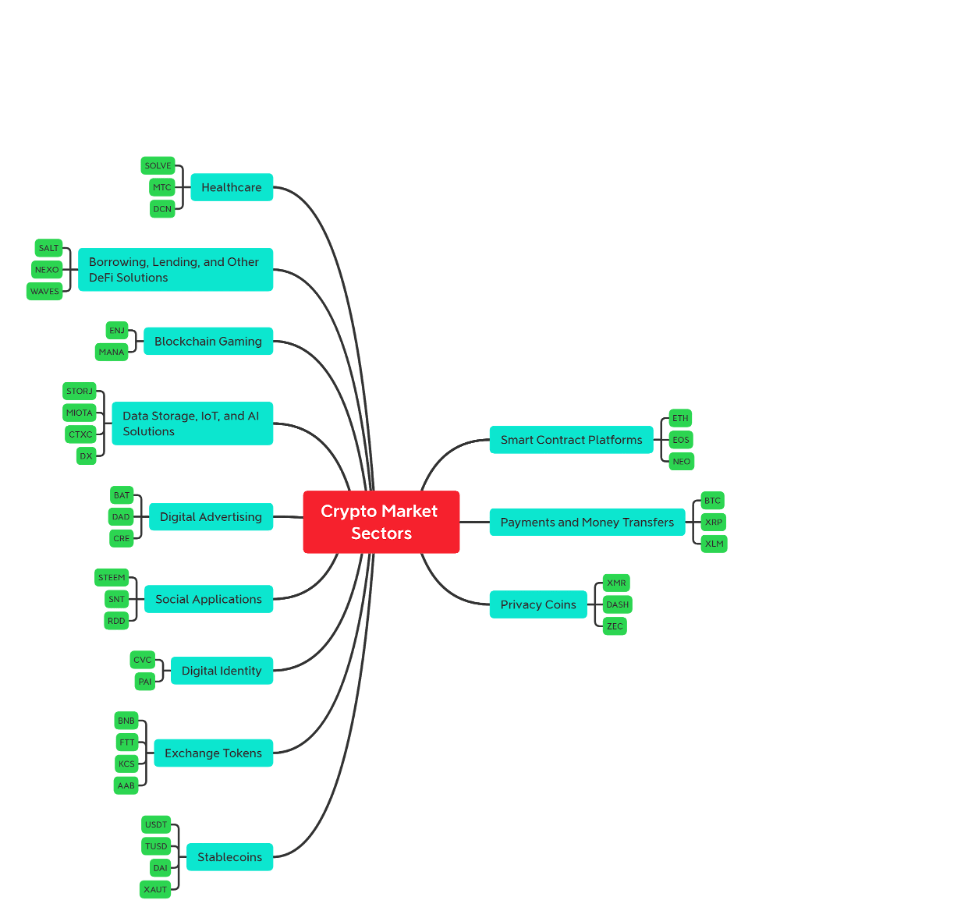 Crypto Market
Sectors
Healthcare
SOLVE
MTC
DCN
Borrowing, Lending, and Other
DeFi Solutions
SALT
NEXO
WAVES
Blockchain Gaming
ENJ
MANA
Data Storage, IoT, and AI
Solutions
STORJ
MIOTA
CTXC
DX
Digital Advertising
BAT
DAD
CRE
Social Applications
STEEM
SNT
RDD
Digital Identity
CVC
PAI
Exchange Tokens
BNB
FTT
KCS
AAB
Stablecoins
USDT
TUSD
DAI
XAUT
Smart Contract Platforms
ETH
EOS
NEO
Payments and Money Transfers
BTC
XRP
XLM
Privacy Coins
XMR
DASH
ZEC